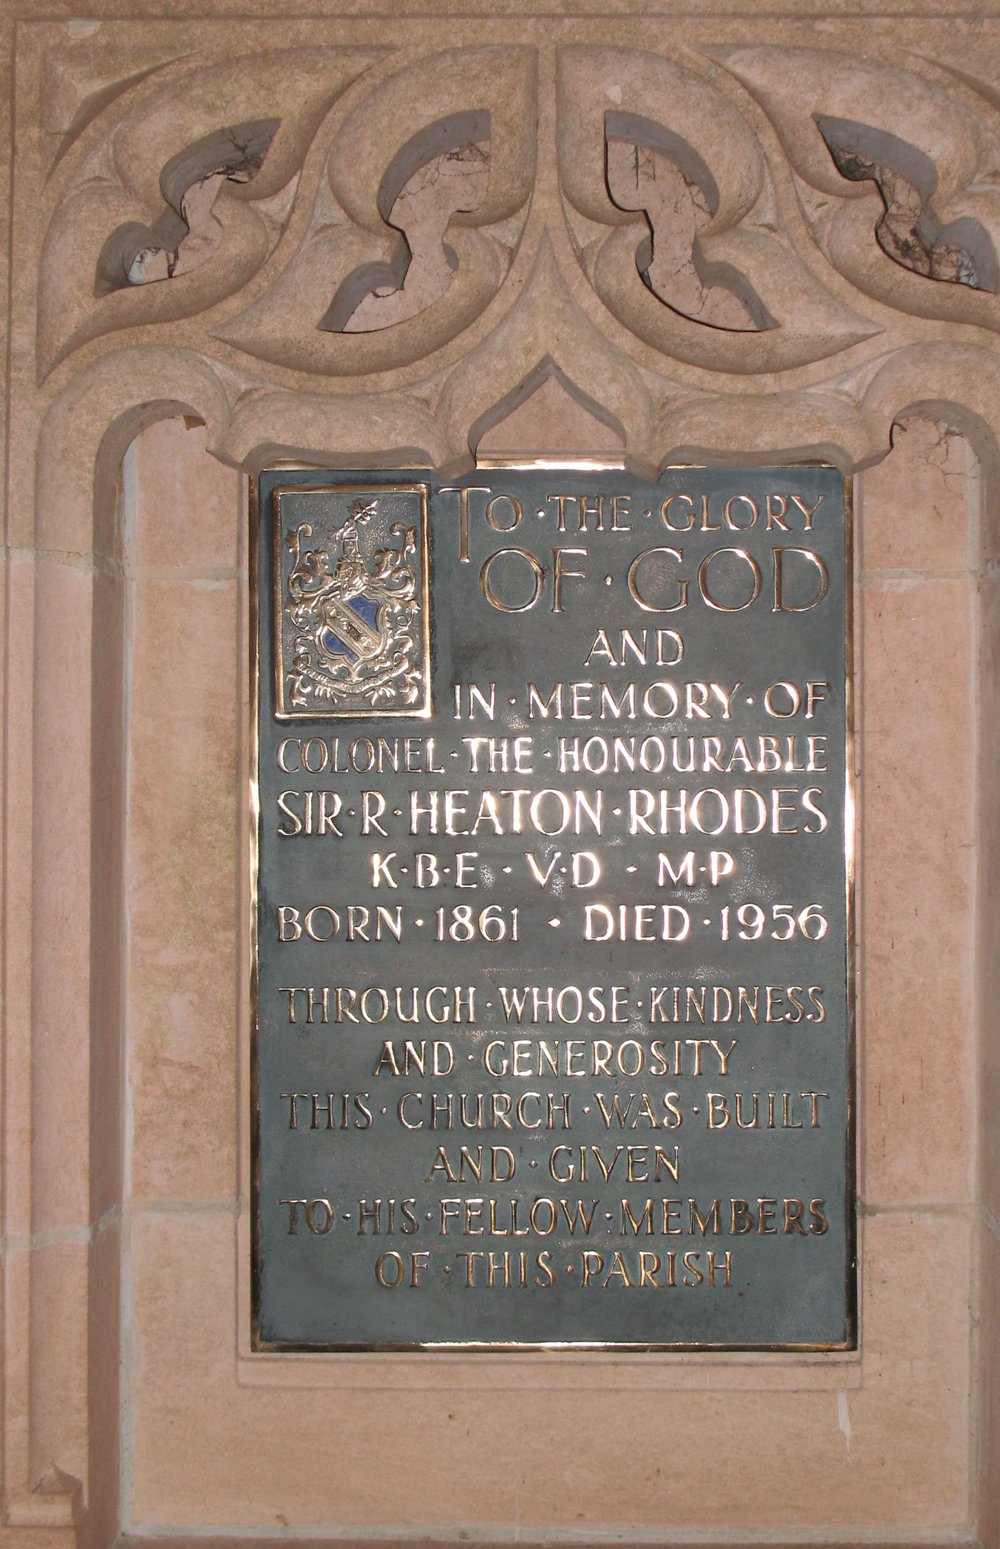 TO · THE · GLORY
OF · GOD
AND
IN · MEMORY · OF
COLONEL · THE · HONOURABLE
SIR · R · HEATON · RHODES
K·B·E · V·D · M·P
BORN · 1861 · DIED · 1956
THROUGH · WHOSE · KINDNESS
AND · GENEROSITY
THIS · CHURCH · WAS · BUILT
AND · GIVEN
TO · HIS · FELLOW · MEMBERS
OF · THIS · PARISH